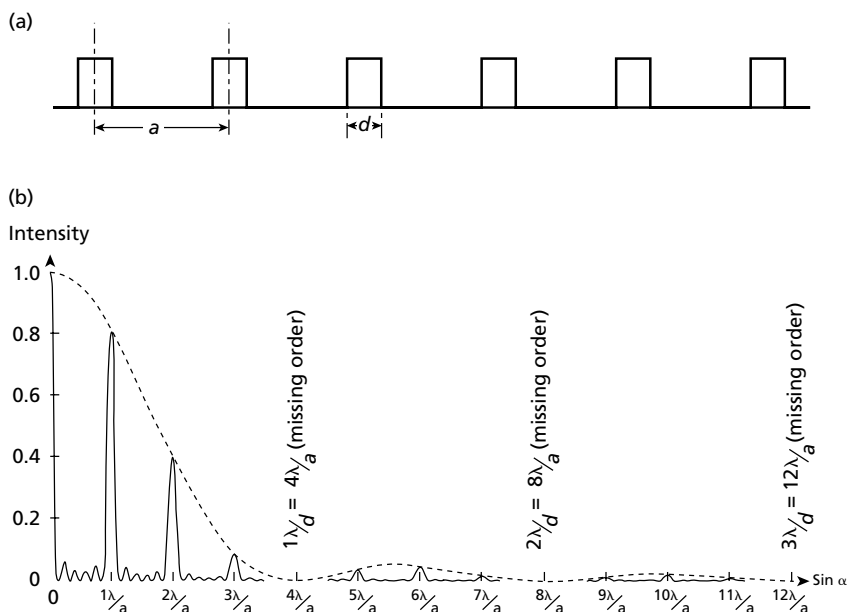 (a)
a
d
(b)
Intensity
1.0
0.8
0.6
0.4
0.2
0
1λ/d = 4λ/a (missing order)
2λ/d = 8λ/a (missing order)
3λ/d = 12λ/a (missing order)
0 1λ/a 2λ/a 3λ/a 4λ/a 5λ/a 6λ/a 7λ/a 8λ/a 9λ/a 10λ/a 11λ/a 12λ/a
Sin α